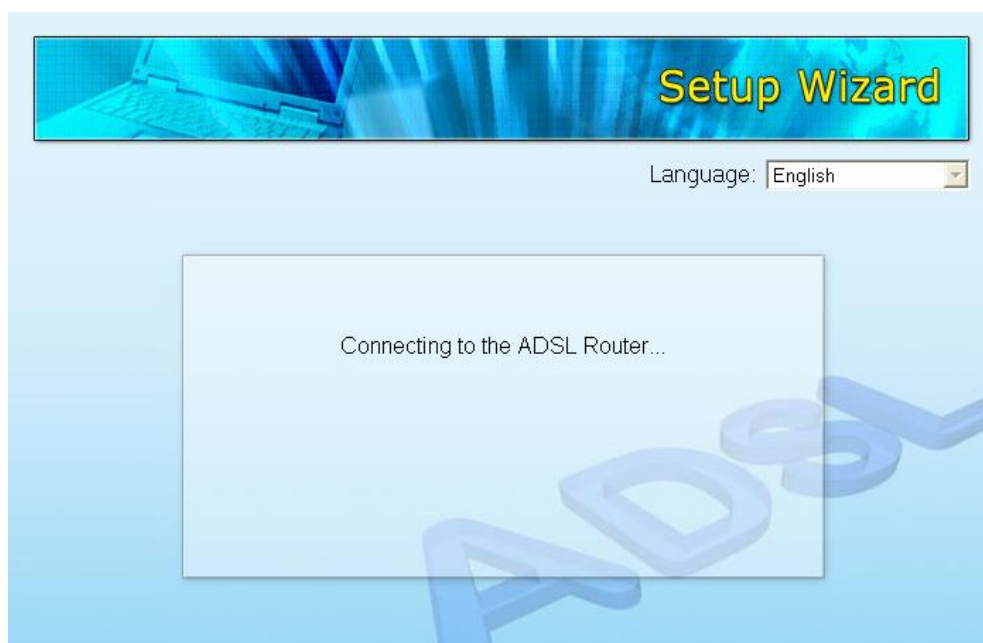 Setup Wizard
Language: English
Connecting to the ADSL Router...
ADSL